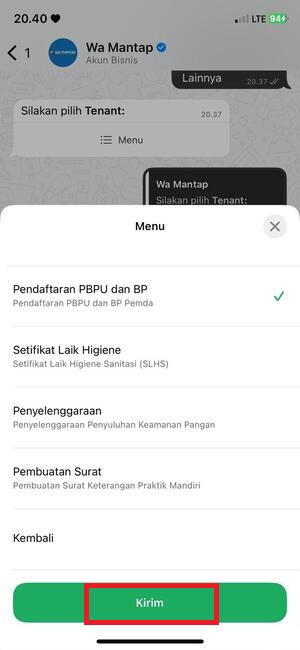 20.40
LTE 94
1
Wa Mantap
Akun Bisnis
Lainnya
20.37
Silakan pilih Tenant:
20.37
Menu
Wa Mantap
Silakan pilih Tenant:
Menu
Pendaftaran PBPU dan BP
Pendaftaran PBPU dan BP Pemda
Setifikat Laik Higiene
Setifikat Laik Higiene Sanitasi (SLHS)
Penyelenggaraan
Penyelenggaraan Penyuluhan Keamanan Pangan
Pembuatan Surat
Pembuatan Surat Keterangan Praktik Mandiri
Kembali
Kirim